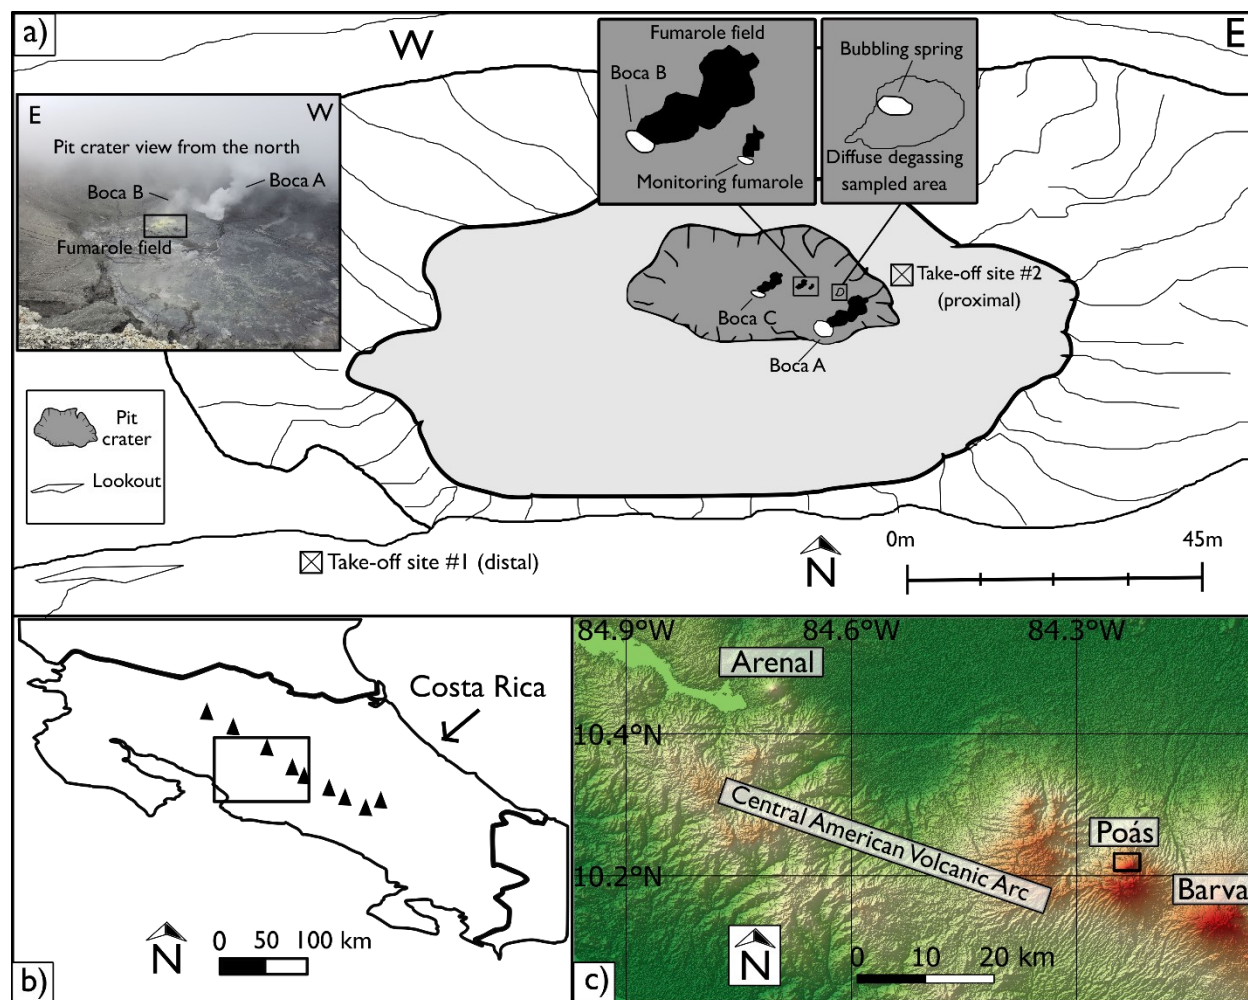 a)
W
E
Fumarole field
Boca B
Monitoring fumarole
Bubbling spring
Diffuse degassing
sampled area
E
W
Pit crater view from the north
Boca B
Boca A
Fumarole field
D
Boca C
Boca A
Take-off site #2
(proximal)
Pit
crater
Lookout
Take-off site #1 (distal)
N
0m
45m
b)
Costa Rica
N
0 50 100 km
c)
84.9°W
84.6°W
84.3°W
Arenal
10.4°N
Central American Volcanic Arc
Poás
10.2°N
Barva
N
0 10 20 km